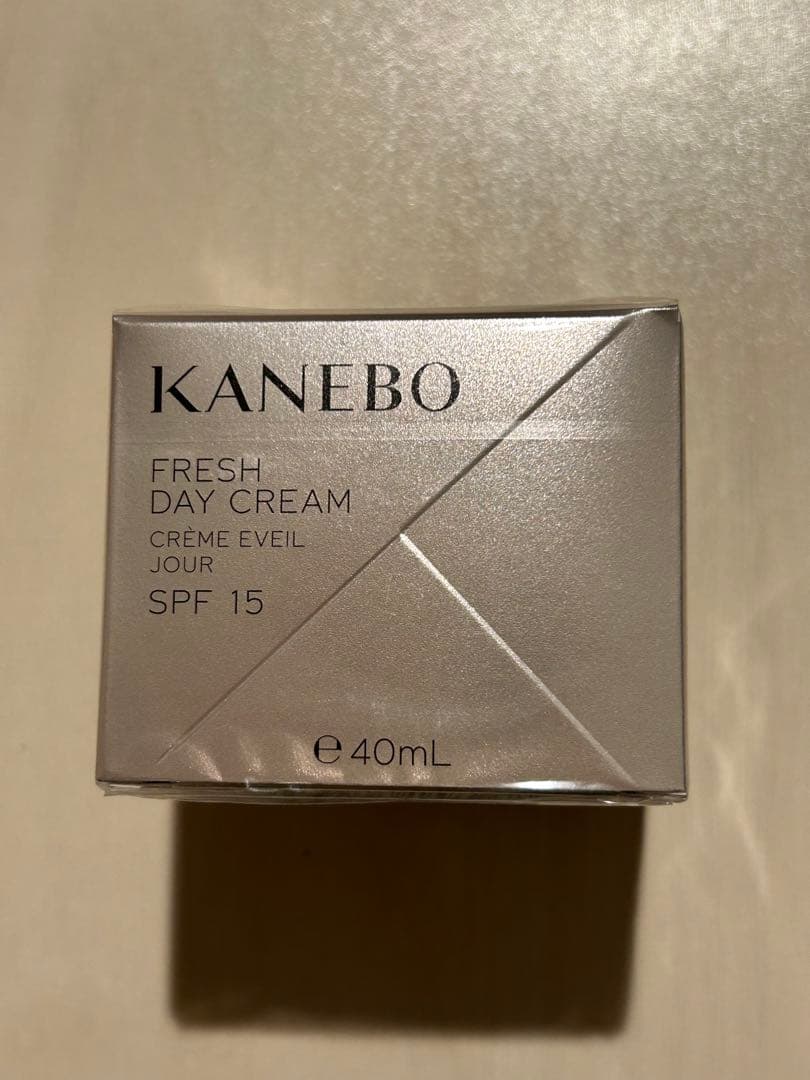 KANEBO
FRESH
DAY CREAM
CRÈME EVEIL
JOUR
SPF 15
℮ 40mL